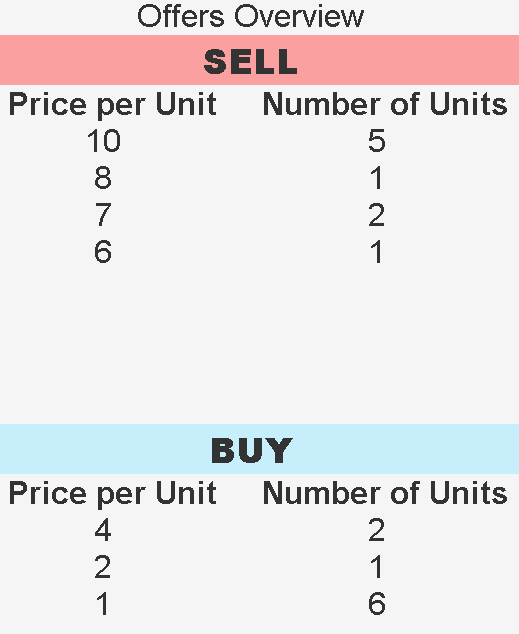 Offers Overview
SELL
Price per Unit Number of Units
10 5
8 1
7 2
6 1
BUY
Price per Unit Number of Units
4 2
2 1
1 6